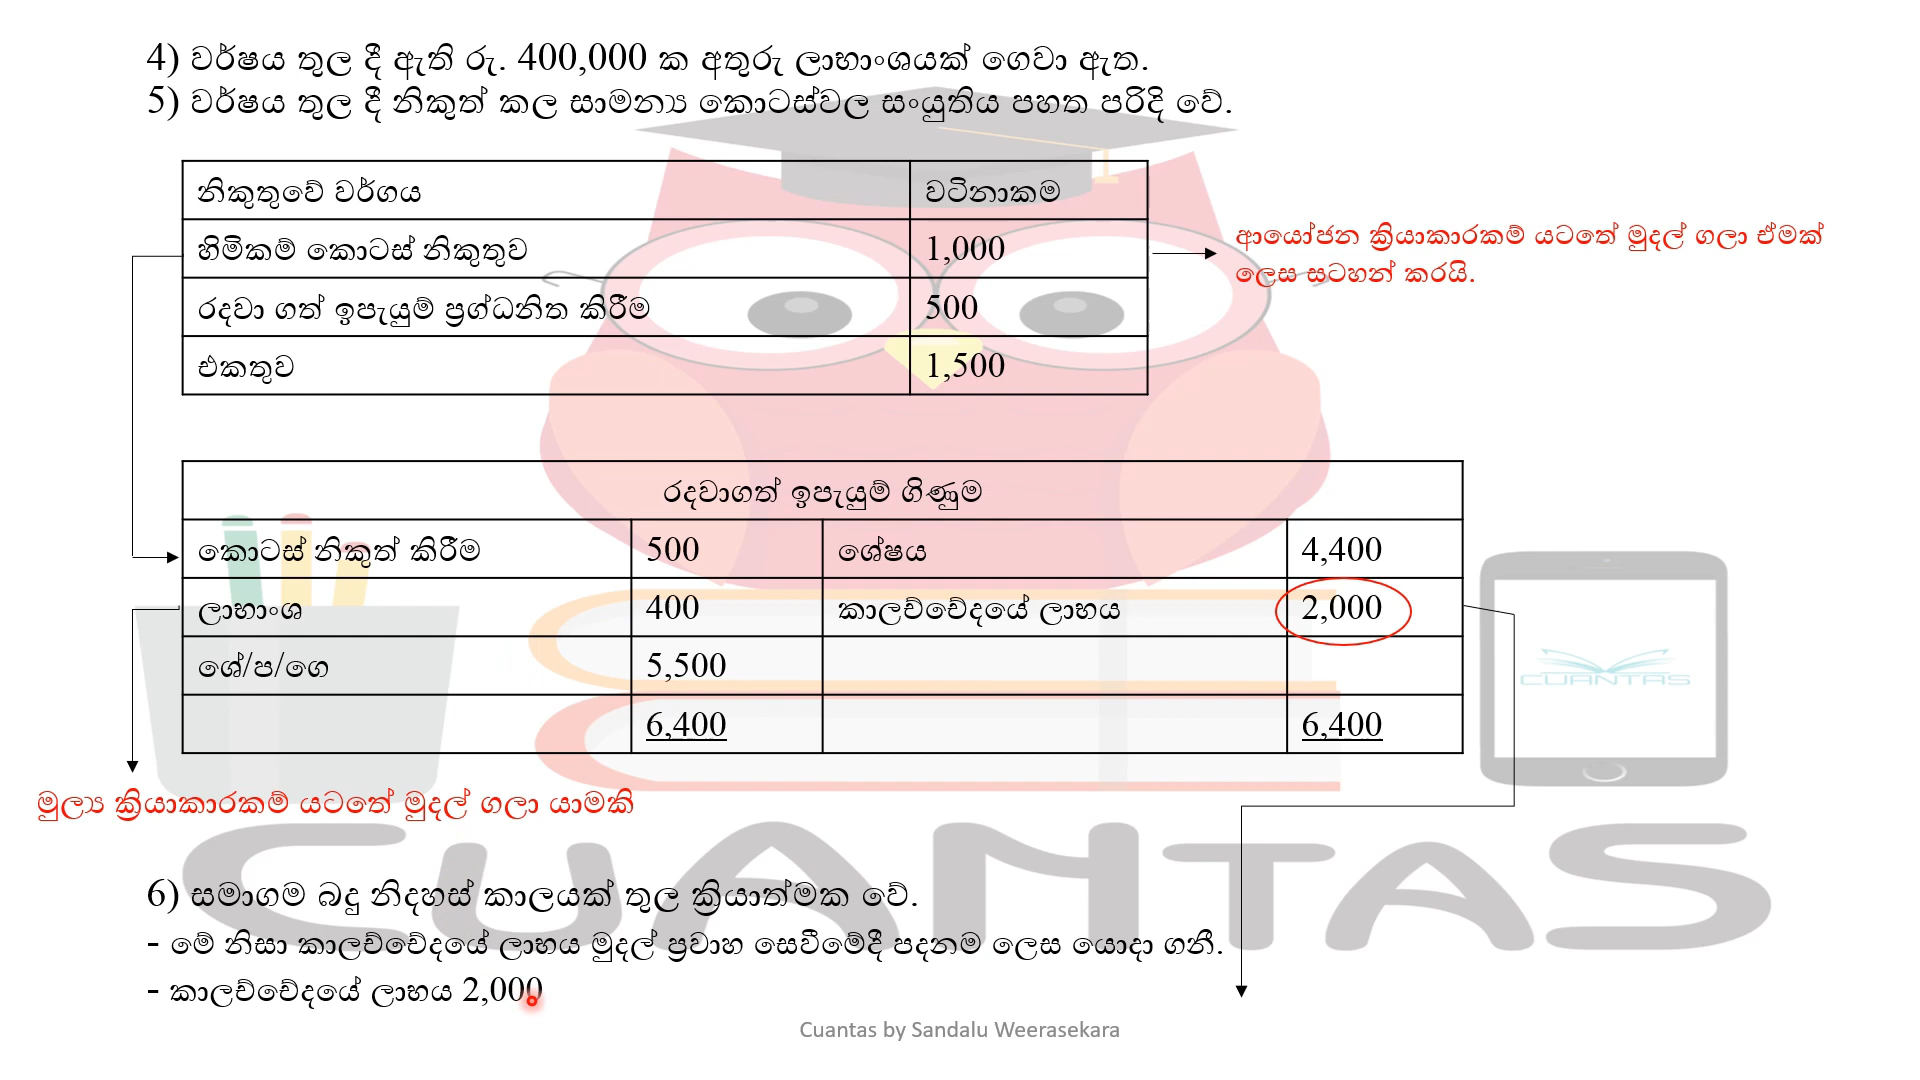 4) වර්ෂය තුල දී ඇති රු. 400,000 ක අතුරු ලාභාංශයක් ගෙවා ඇත.
5) වර්ෂය තුල දී නිකුත් කල සාමන්‍ය කොටස්වල සංයුතිය පහත පරිදි වේ.
නිකුතුවේ වර්ගය වටිනාකම
හිමිකම් කොටස් නිකුතුව 1,000
රදවා ගත් ඉපැයුම් ප්‍රග්ධනිත කිරීම 500
එකතුව 1,500
ආයෝජන ක්‍රියාකාරකම් යටතේ මුදල් ගලා ඒමක්
ලෙස සටහන් කරයි.
රදවාගත් ඉපැයුම් ගිණුම
කොටස් නිකුත් කිරීම 500 ශේෂය 4,400
ලාභාංශ 400 කාලච්චේදයේ ලාභය 2,000
ශේ/ප/ගෙ 5,500
6,400 6,400
මුල්‍ය ක්‍රියාකාරකම් යටතේ මුදල් ගලා යාමකි
6) සමාගම බදු නිදහස් කාලයක් තුල ක්‍රියාත්මක වේ.
- මේ නිසා කාලච්චේදයේ ලාභය මුදල් ප්‍රවාහ සෙවීමේදී පදනම ලෙස යොදා ගනී.
- කාලච්චේදයේ ලාභය 2,000
Cuantas by Sandalu Weerasekara
CUANTAS
CUANTAS